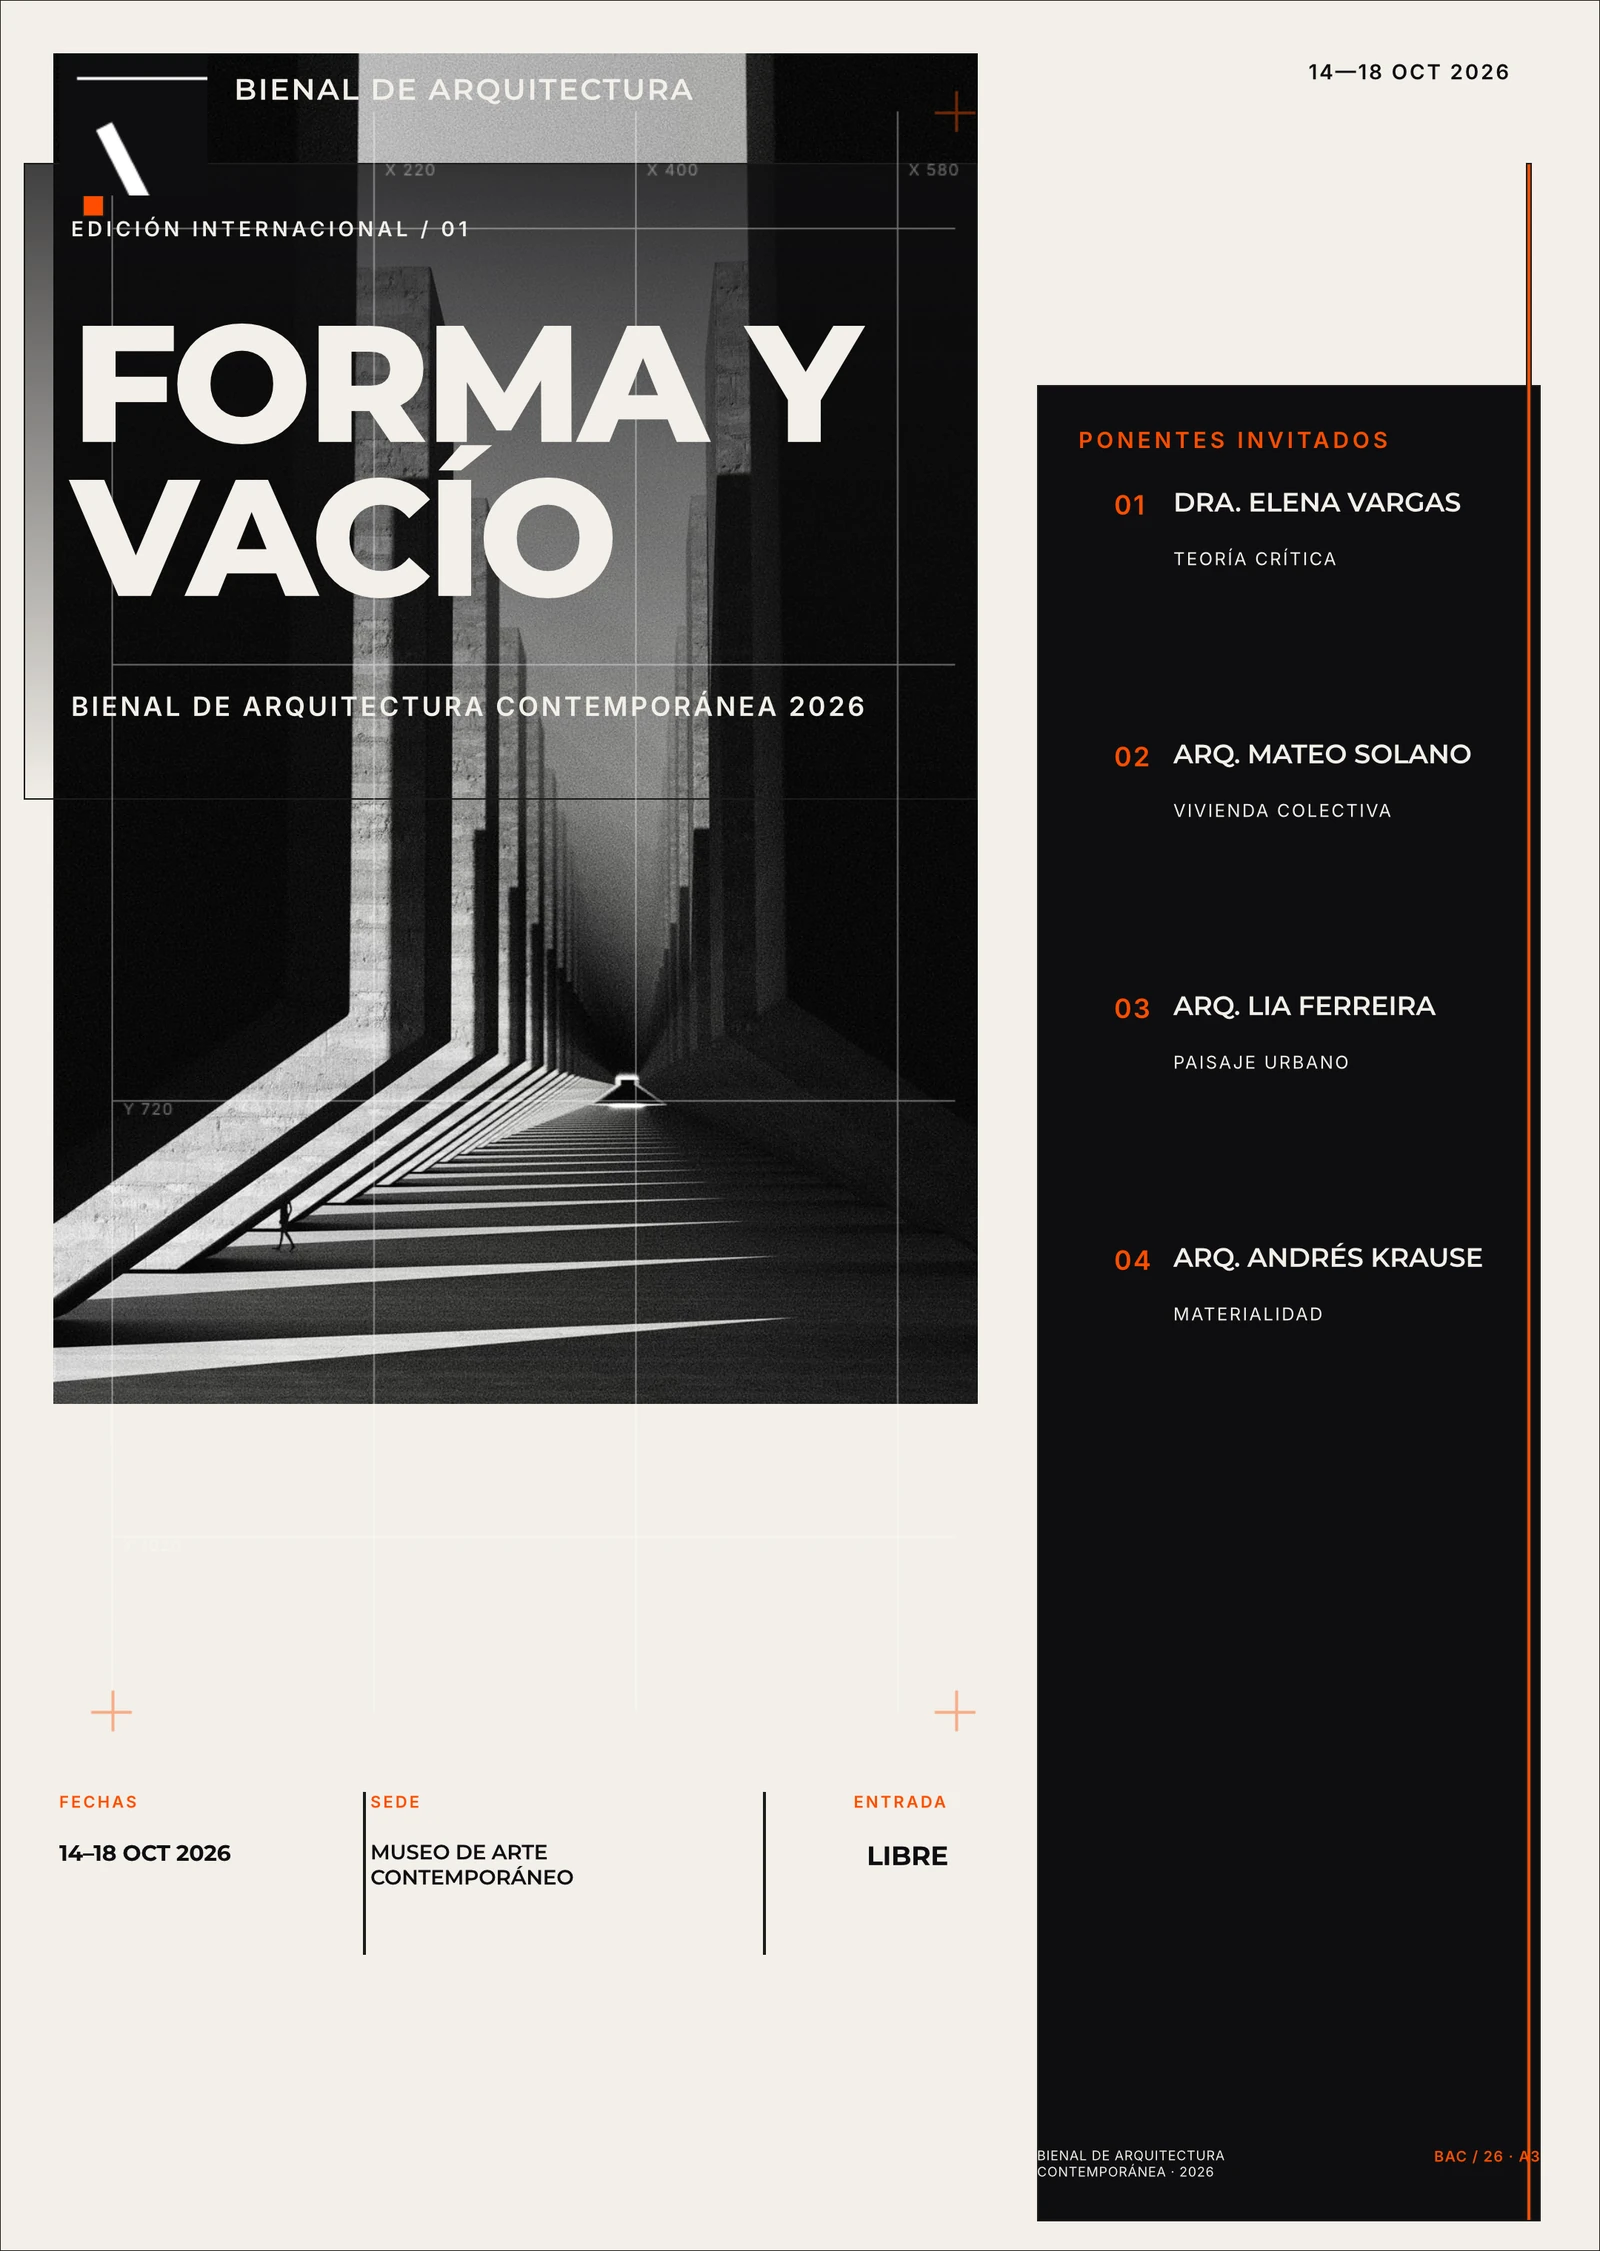 BIENAL DE ARQUITECTURA
14—18 OCT 2026
X 220
X 400
X 580
EDICIÓN INTERNACIONAL / 01
FORMA Y
VACÍO
BIENAL DE ARQUITECTURA CONTEMPORÁNEA 2026
Y 720
PONENTES INVITADOS
01 DRA. ELENA VARGAS
TEORÍA CRÍTICA
02 ARQ. MATEO SOLANO
VIVIENDA COLECTIVA
03 ARQ. LIA FERREIRA
PAISAJE URBANO
04 ARQ. ANDRÉS KRAUSE
MATERIALIDAD
FECHAS
14–18 OCT 2026
SEDE
MUSEO DE ARTE
CONTEMPORÁNEO
ENTRADA
LIBRE
BIENAL DE ARQUITECTURA
CONTEMPORÁNEA · 2026
BAC / 26 · A3